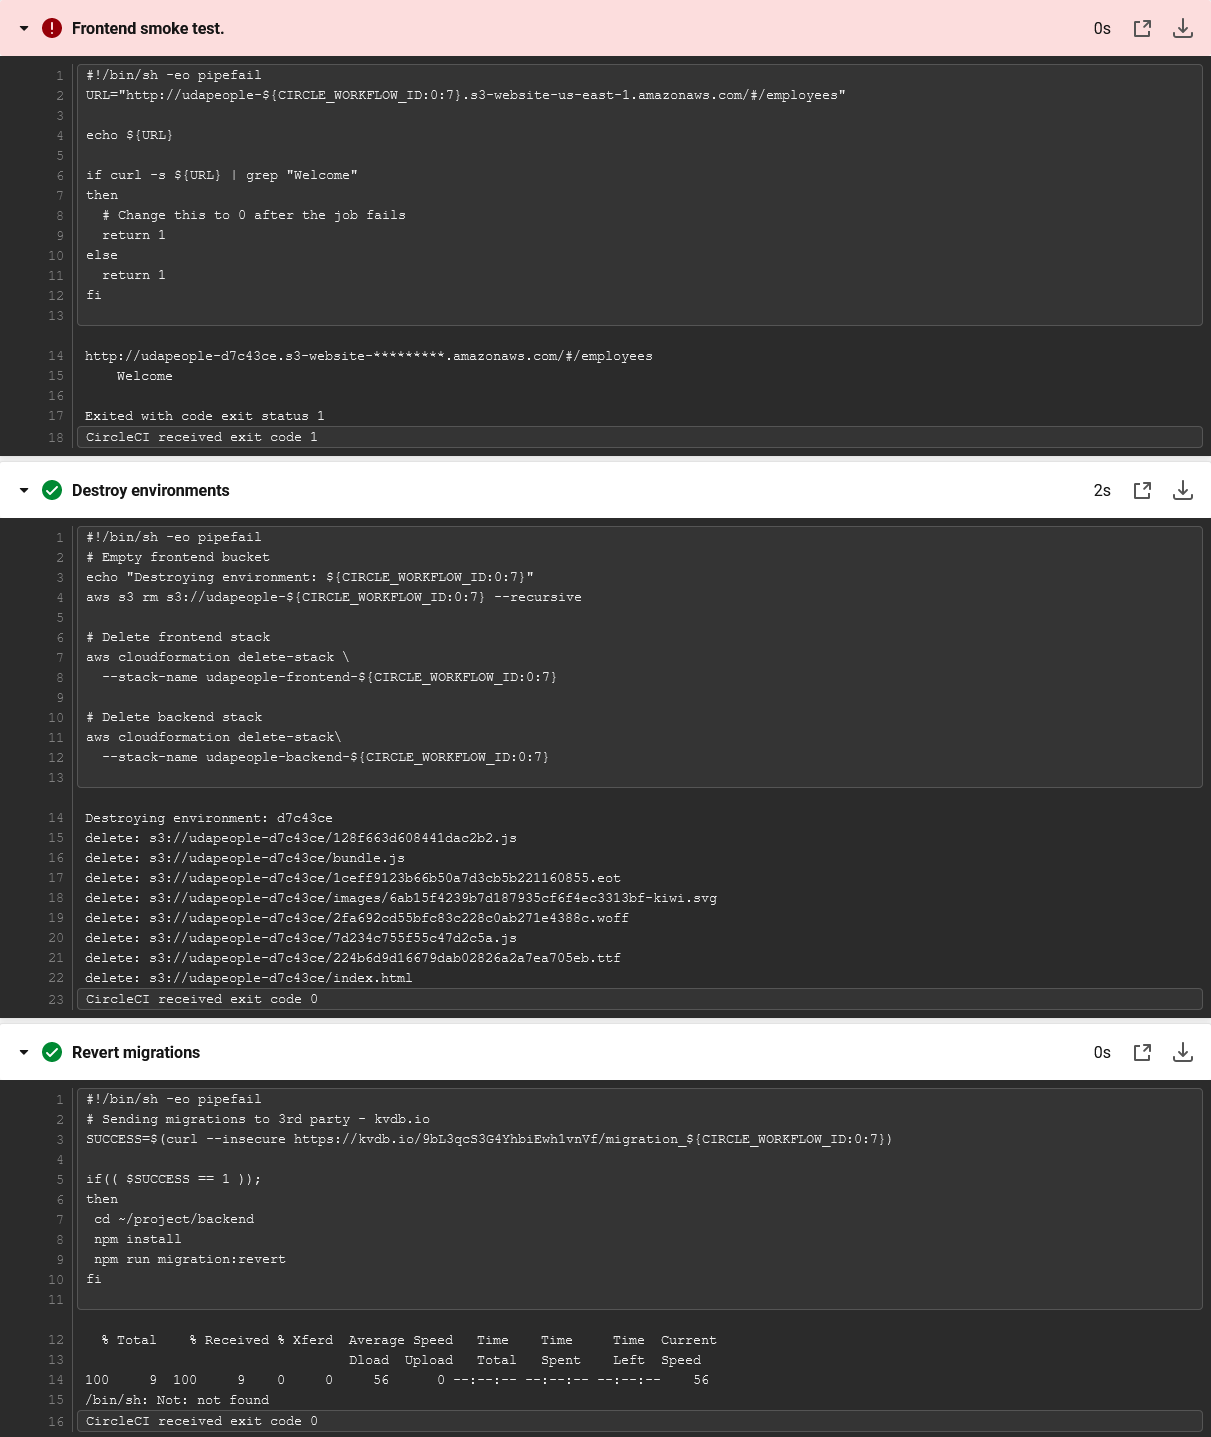 Frontend smoke test. 0s
1 #!/bin/sh -eo pipefail
2 URL="http://udapeople-${CIRCLE_WORKFLOW_ID:0:7}.s3-website-us-east-1.amazonaws.com/#/employees"
3
4 echo ${URL}
5
6 if curl -s ${URL} | grep "Welcome"
7 then
8 # Change this to 0 after the job fails
9 return 1
10 else
11 return 1
12 fi
13
14 http://udapeople-d7c43ce.s3-website-*********.amazonaws.com/#/employees
15 Welcome
16
17 Exited with code exit status 1
18 CircleCI received exit code 1
Destroy environments 2s
1 #!/bin/sh -eo pipefail
2 # Empty frontend bucket
3 echo "Destroying environment: ${CIRCLE_WORKFLOW_ID:0:7}"
4 aws s3 rm s3://udapeople-${CIRCLE_WORKFLOW_ID:0:7} --recursive
5
6 # Delete frontend stack
7 aws cloudformation delete-stack \
8 --stack-name udapeople-frontend-${CIRCLE_WORKFLOW_ID:0:7}
9
10 # Delete backend stack
11 aws cloudformation delete-stack\
12 --stack-name udapeople-backend-${CIRCLE_WORKFLOW_ID:0:7}
13
14 Destroying environment: d7c43ce
15 delete: s3://udapeople-d7c43ce/128f663d608441dac2b2.js
16 delete: s3://udapeople-d7c43ce/bundle.js
17 delete: s3://udapeople-d7c43ce/1ceff9123b66b50a7d3cb5b221160855.eot
18 delete: s3://udapeople-d7c43ce/images/6ab15f4239b7d187935cf6f4ec3313bf-kiwi.svg
19 delete: s3://udapeople-d7c43ce/2fa692cd55bfc83c228c0ab271e4388c.woff
20 delete: s3://udapeople-d7c43ce/7d234c755f55c47d2c5a.js
21 delete: s3://udapeople-d7c43ce/224b6d9d16679dab02826a2a7ea705eb.ttf
22 delete: s3://udapeople-d7c43ce/index.html
23 CircleCI received exit code 0
Revert migrations 0s
1 #!/bin/sh -eo pipefail
2 # Sending migrations to 3rd party - kvdb.io
3 SUCCESS=$(curl --insecure https://kvdb.io/9bL3qcS3G4YhbiEwh1vnVf/migration_${CIRCLE_WORKFLOW_ID:0:7})
4
5 if(( $SUCCESS == 1 ));
6 then
7 cd ~/project/backend
8 npm install
9 npm run migration:revert
10 fi
11
12 % Total % Received % Xferd Average Speed Time Time Time Current
13 Dload Upload Total Spent Left Speed
14 100 9 100 9 0 0 56 0 --:--:-- --:--:-- --:--:-- 56
15 /bin/sh: Not: not found
16 CircleCI received exit code 0